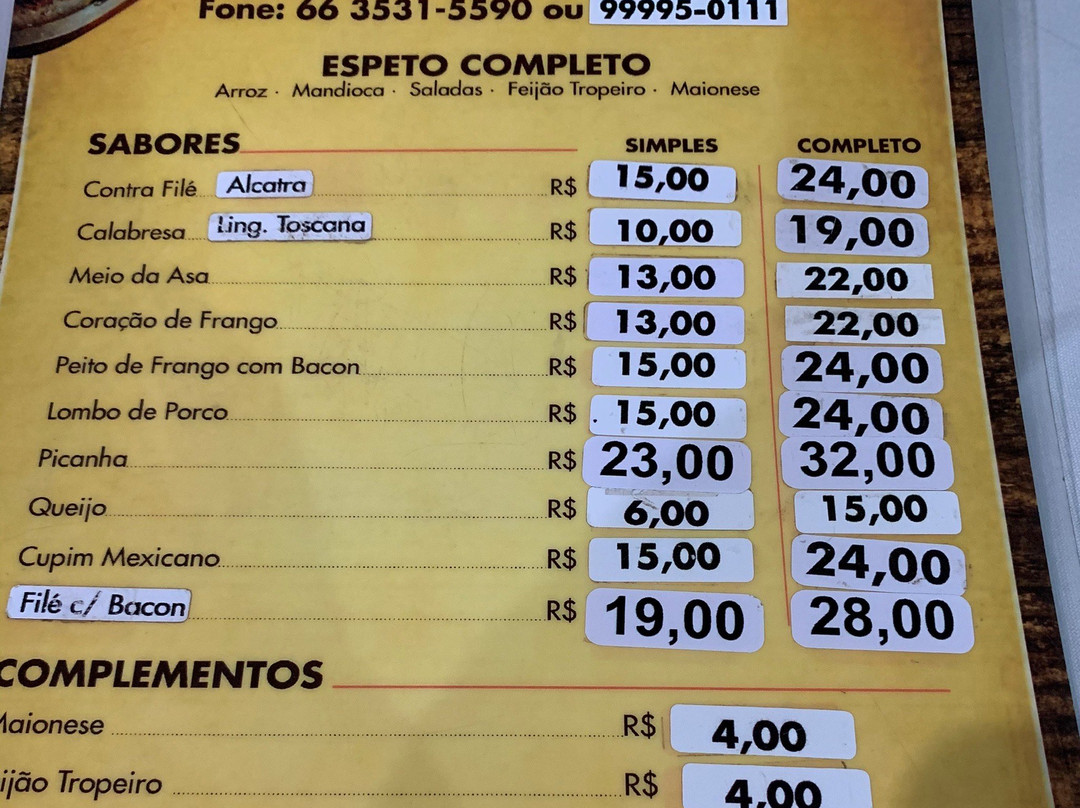 Fone: 66 3531-5590 ou 99995-0111
ESPETO COMPLETO
Arroz · Mandioca · Saladas · Feijão Tropeiro · Maionese
SABORES SIMPLES COMPLETO
Contra Filé Alcatra R$ 15,00 24,00
Calabresa Ling. Toscana R$ 10,00 19,00
Meio da Asa R$ 13,00 22,00
Coração de Frango R$ 13,00 22,00
Peito de Frango com Bacon R$ 15,00 24,00
Lombo de Porco R$ 15,00 24,00
Picanha R$ 23,00 32,00
Queijo R$ 6,00 15,00
Cupim Mexicano R$ 15,00 24,00
Filé c/ Bacon R$ 19,00 28,00
COMPLEMENTOS
Maionese R$ 4,00
ijão Tropeiro R$ 4,00